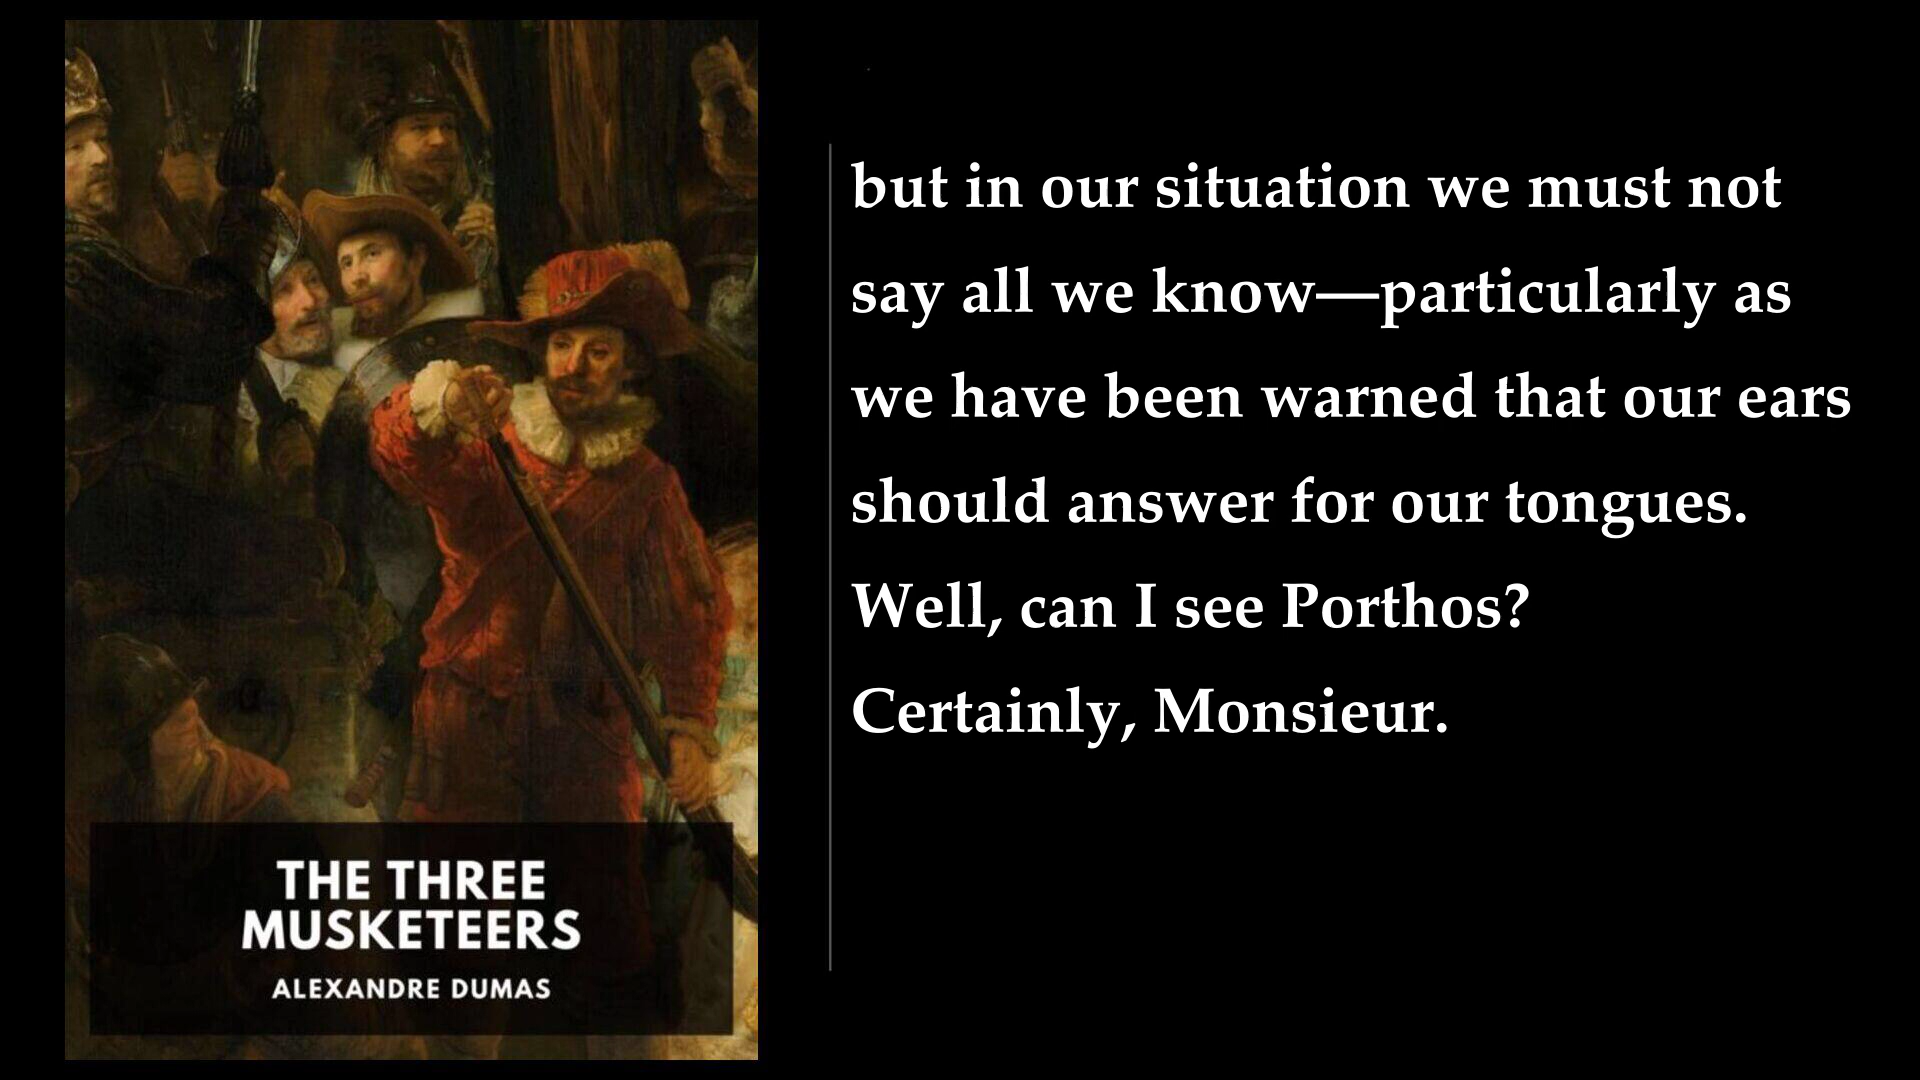 THE THREE
MUSKETEERS
ALEXANDRE DUMAS
but in our situation we must not
say all we know—particularly as
we have been warned that our ears
should answer for our tongues.
Well, can I see Porthos?
Certainly, Monsieur.